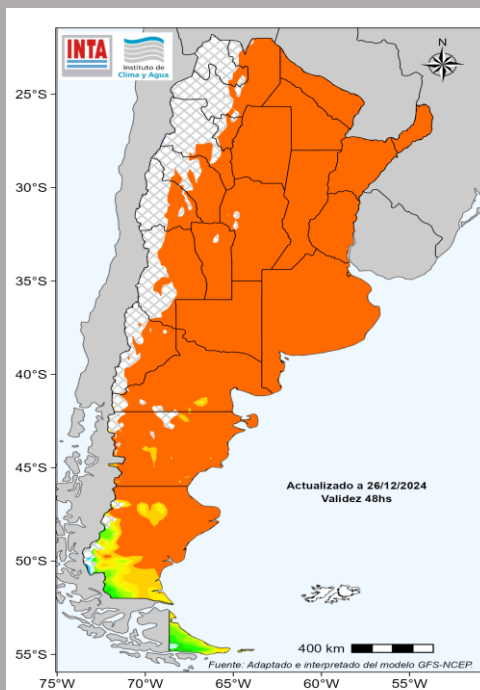 INTA
Instituto de
Clima y Agua
N
25°S
30°S
35°S
40°S
45°S
50°S
55°S
Actualizado a 26/12/2024
Validez 48hs
400 km
Fuente: Adaptado e interpretado del modelo GFS-NCEP.
75°W
70°W
65°W
60°W
55°W